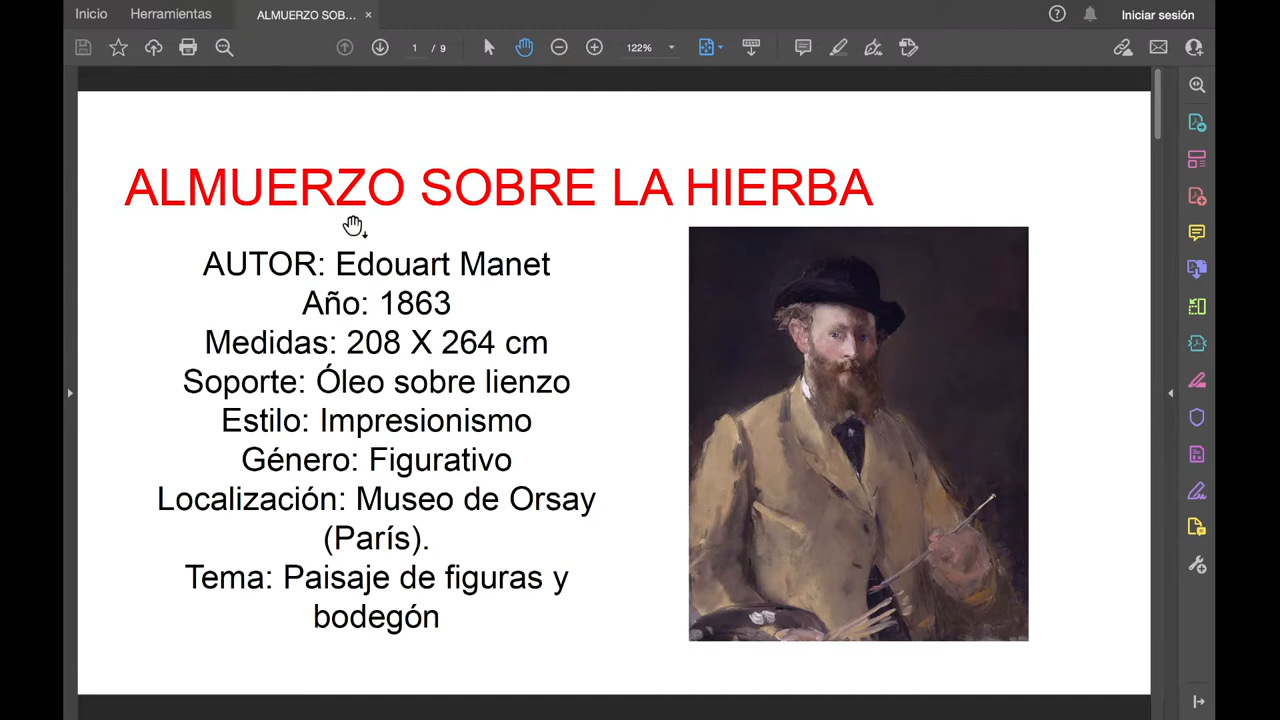 Inicio Herramientas ALMUERZO SOB... ×
Iniciar sesión
1 / 9 122%
ALMUERZO SOBRE LA HIERBA
AUTOR: Edouart Manet
Año: 1863
Medidas: 208 X 264 cm
Soporte: Óleo sobre lienzo
Estilo: Impresionismo
Género: Figurativo
Localización: Museo de Orsay
(París).
Tema: Paisaje de figuras y
bodegón